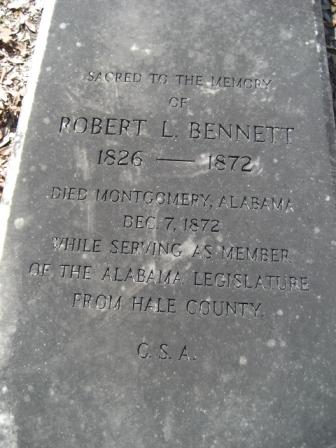 SACRED TO THE MEMORY
OF
ROBERT L. BENNETT
1826 — 1872
DIED MONTGOMERY, ALABAMA
DEC. 7, 1872
WHILE SERVING AS MEMBER
OF THE ALABAMA LEGISLATURE
FROM HALE COUNTY.
C. S. A.